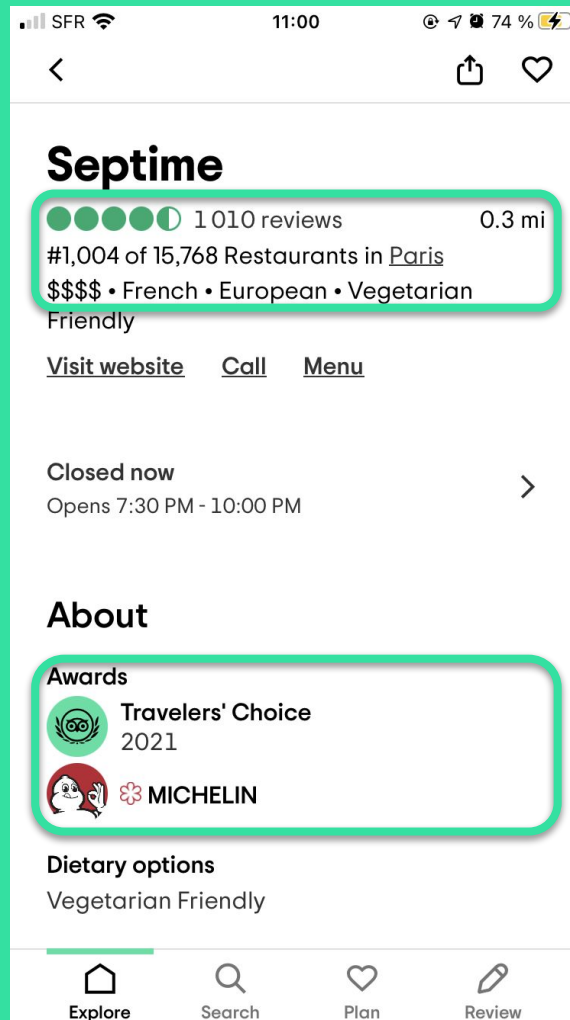 SFR 11:00 74 %
Septime
1 010 reviews 0.3 mi
#1,004 of 15,768 Restaurants in Paris
$$$$ • French • European • Vegetarian
Friendly
Visit website Call Menu
Closed now
Opens 7:30 PM - 10:00 PM
About
Awards
Travelers' Choice
2021
MICHELIN
Dietary options
Vegetarian Friendly
Explore Search Plan Review